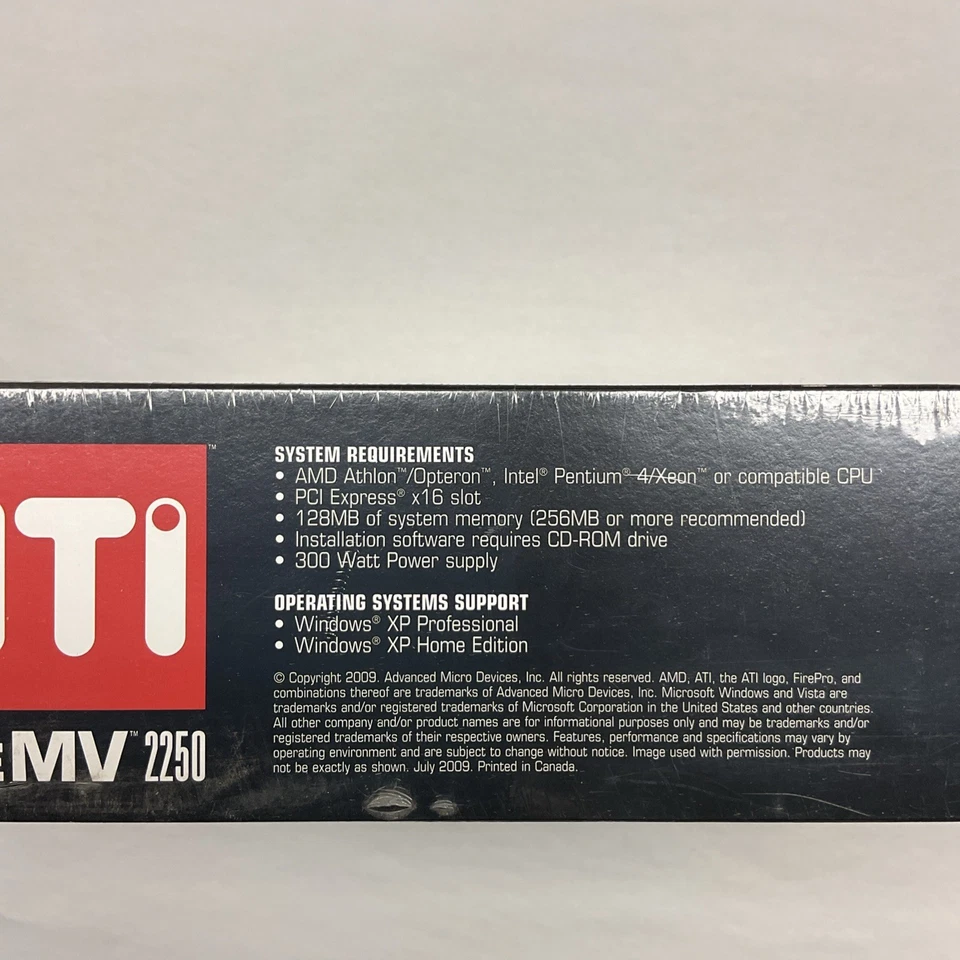 TI
™
MV™ 2250
SYSTEM REQUIREMENTS
• AMD Athlon™/Opteron™, Intel® Pentium® 4/Xeon™ or compatible CPU
• PCI Express® x16 slot
• 128MB of system memory (256MB or more recommended)
• Installation software requires CD-ROM drive
• 300 Watt Power supply
OPERATING SYSTEMS SUPPORT
• Windows® XP Professional
• Windows® XP Home Edition
© Copyright 2009. Advanced Micro Devices, Inc. All rights reserved. AMD, ATI, the ATI logo, FirePro, and
combinations thereof are trademarks of Advanced Micro Devices, Inc. Microsoft Windows and Vista are
trademarks and/or registered trademarks of Microsoft Corporation in the United States and other countries.
All other company and/or product names are for informational purposes only and may be trademarks and/or
registered trademarks of their respective owners. Features, performance and specifications may vary by
operating environment and are subject to change without notice. Image used with permission. Products may
not be exactly as shown. July 2009. Printed in Canada.